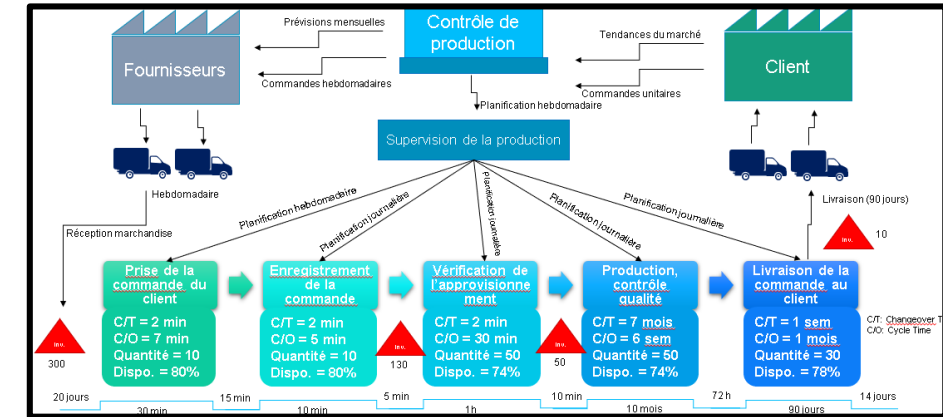 Prévisions mensuelles
Contrôle de
production
Tendances du marché
Fournisseurs
Client
Commandes hebdomadaires
Commandes unitaires
Planification hebdomadaire
Supervision de la production
Hebdomadaire
Planification hebdomadaire
Planification journalière
Planification journalière
Planification journalière
Planification journalière
Livraison (90 jours)
Réception marchandise
Inv.
10
Prise de la
commande du
client
Enregistrement
de la
commande
Vérification de
l'approvisionne
ment
Production,
contrôle
qualité
Livraison de la
commande au
client
C/T = 2 min
C/O = 7 min
Quantité = 10
Dispo. = 80%
C/T = 2 min
C/O = 5 min
Quantité = 10
Dispo. = 80%
C/T = 2 min
C/O = 30 min
Quantité = 50
Dispo. = 74%
C/T = 7 mois
C/O = 6 sem
Quantité = 50
Dispo. = 74%
C/T = 1 sem
C/O = 1 mois
Quantité = 30
Dispo. = 78%
C/T: Changeover T
C/O: Cycle Time
Inv.
300
Inv.
130
Inv.
50
20 jours
30 min
15 min
10 min
5 min
1h
10 min
10 mois
72 h
90 jours
14 jours